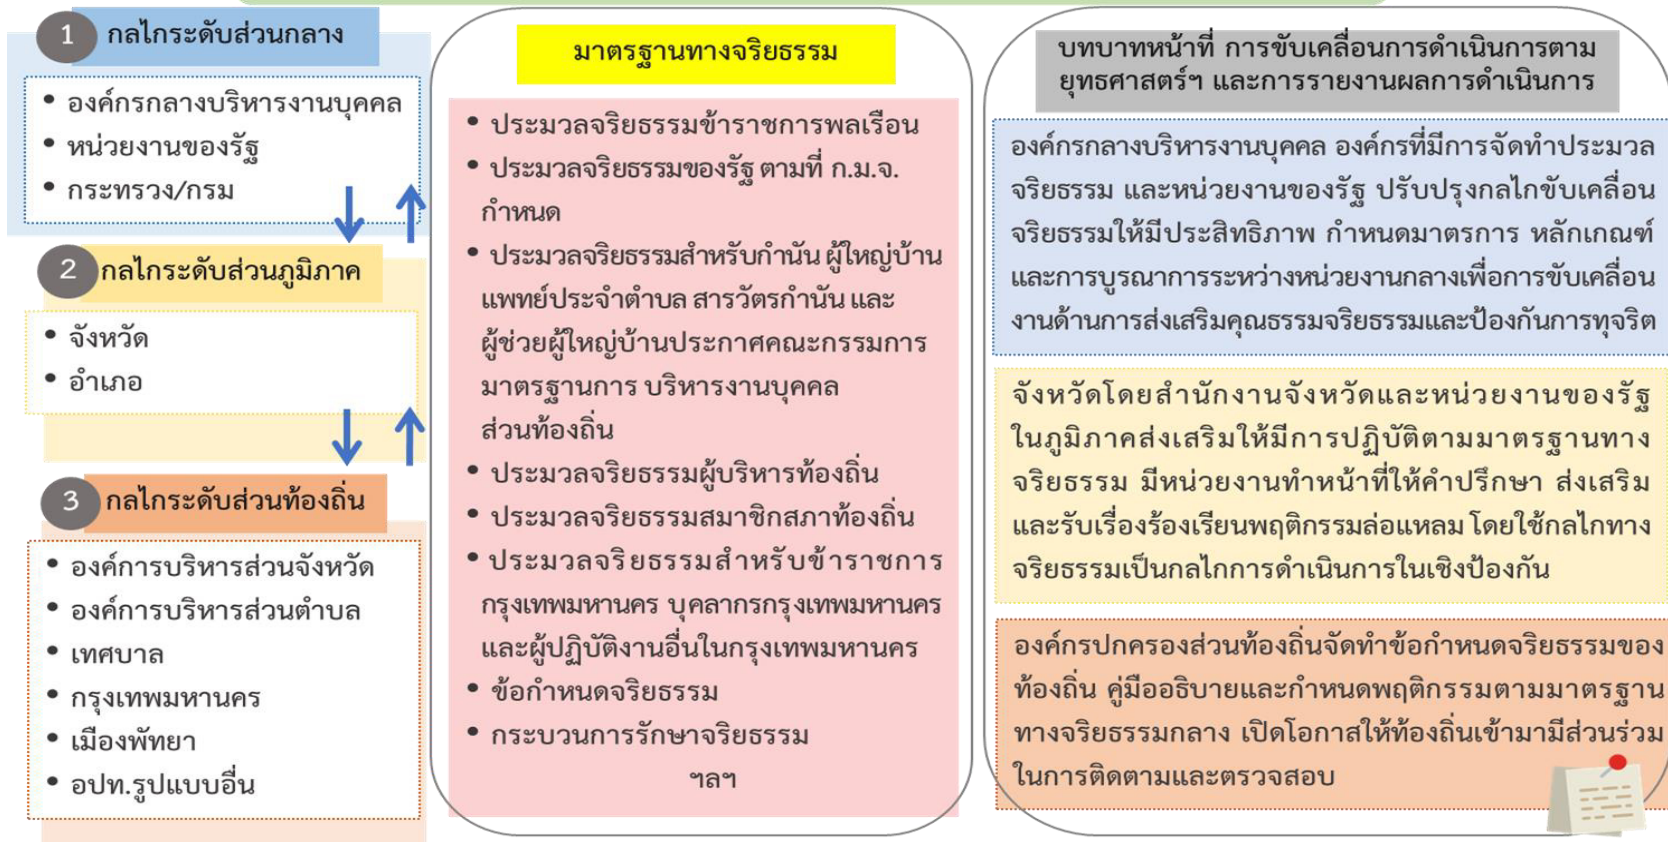 1 กลไกระดับส่วนกลาง
• องค์กรกลางบริหารงานบุคคล
• หน่วยงานของรัฐ
• กระทรวง/กรม
2 กลไกระดับส่วนภูมิภาค
• จังหวัด
• อำเภอ
3 กลไกระดับส่วนท้องถิ่น
• องค์การบริหารส่วนจังหวัด
• องค์การบริหารส่วนตำบล
• เทศบาล
• กรุงเทพมหานคร
• เมืองพัทยา
• อปท.รูปแบบอื่น
มาตรฐานทางจริยธรรม
• ประมวลจริยธรรมข้าราชการพลเรือน
• ประมวลจริยธรรมของรัฐ ตามที่ ก.ม.จ.
กำหนด
• ประมวลจริยธรรมสำหรับกำนัน ผู้ใหญ่บ้าน
แพทย์ประจำตำบล สารวัตรกำนัน และ
ผู้ช่วยผู้ใหญ่บ้านประกาศคณะกรรมการ
มาตรฐานการ บริหารงานบุคคล
ส่วนท้องถิ่น
• ประมวลจริยธรรมผู้บริหารท้องถิ่น
• ประมวลจริยธรรมสมาชิกสภาท้องถิ่น
• ประมวลจริยธรรมสำหรับข้าราชการ
กรุงเทพมหานคร บุคลากรกรุงเทพมหานคร
และผู้ปฏิบัติงานอื่นในกรุงเทพมหานคร
• ข้อกำหนดจริยธรรม
• กระบวนการรักษาจริยธรรม
ฯลฯ
บทบาทหน้าที่ การขับเคลื่อนการดำเนินการตาม
ยุทธศาสตร์ฯ และการรายงานผลการดำเนินการ
องค์กรกลางบริหารงานบุคคล องค์กรที่มีการจัดทำประมวล
จริยธรรม และหน่วยงานของรัฐ ปรับปรุงกลไกขับเคลื่อน
จริยธรรมให้มีประสิทธิภาพ กำหนดมาตรการ หลักเกณฑ์
และการบูรณาการระหว่างหน่วยงานกลางเพื่อการขับเคลื่อน
งานด้านการส่งเสริมคุณธรรมจริยธรรมและป้องกันการทุจริต
จังหวัดโดยสำนักงานจังหวัดและหน่วยงานของรัฐ
ในภูมิภาคส่งเสริมให้มีการปฏิบัติตามมาตรฐานทาง
จริยธรรม มีหน่วยงานทำหน้าที่ให้คำปรึกษา ส่งเสริม
และรับเรื่องร้องเรียนพฤติกรรมล่อแหลม โดยใช้กลไกทาง
จริยธรรมเป็นกลไกการดำเนินการในเชิงป้องกัน
องค์กรปกครองส่วนท้องถิ่นจัดทำข้อกำหนดจริยธรรมของ
ท้องถิ่น คู่มืออธิบายและกำหนดพฤติกรรมตามมาตรฐาน
ทางจริยธรรมกลาง เปิดโอกาสให้ท้องถิ่นเข้ามามีส่วนร่วม
ในการติดตามและตรวจสอบ